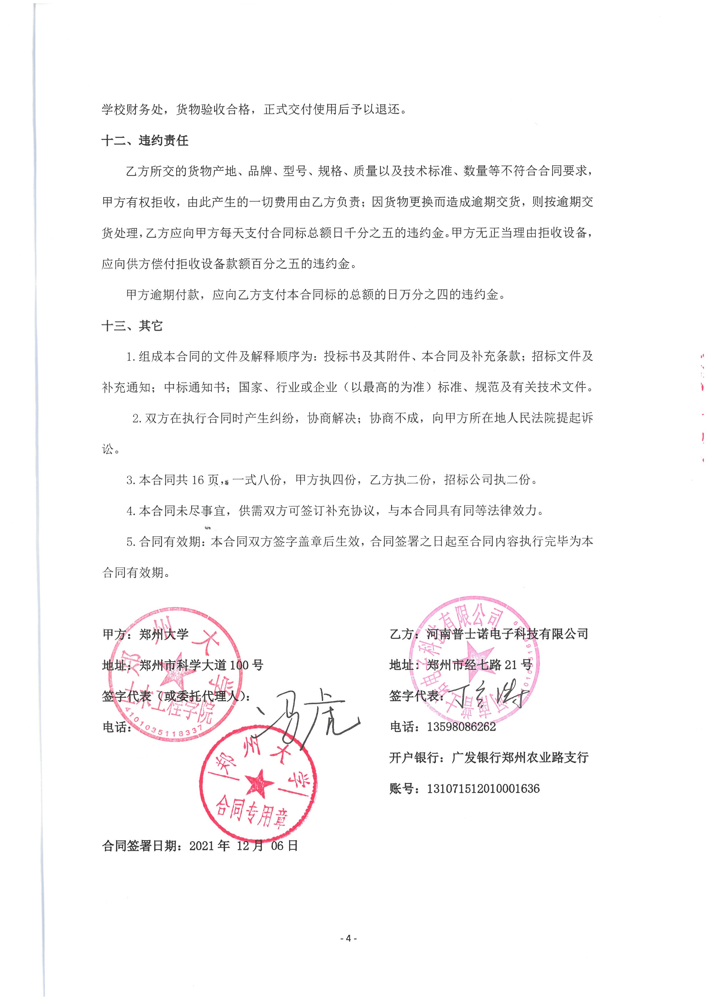 学校财务处，货物验收合格，正式交付使用后予以退还。
十二、违约责任
乙方所交的货物产地、品牌、型号、规格、质量以及技术标准、数量等不符合合同要求，
甲方有权拒收，由此产生的一切费用由乙方负责；因货物更换而造成逾期交货，则按逾期交
货处理，乙方应向甲方每天支付合同标总额日千分之五的违约金。甲方无正当理由拒收设备，
应向供方偿付拒收设备款额百分之五的违约金。
甲方逾期付款，应向乙方支付本合同标的总额的日万分之四的违约金。
十三、其它
1.组成本合同的文件及解释顺序为：投标书及其附件、本合同及补充条款；招标文件及
补充通知；中标通知书；国家、行业或企业（以最高的为准）标准、规范及有关技术文件。
2.双方在执行合同时产生纠纷，协商解决；协商不成，向甲方所在地人民法院提起诉
讼。
3.本合同共16页，一式八份，甲方执四份，乙方执二份，招标公司执二份。
4.本合同未尽事宜，供需双方可签订补充协议，与本合同具有同等法律效力。
5.合同有效期：本合同双方签字盖章后生效，合同签署之日起至合同内容执行完毕为本
合同有效期。
甲方：郑州大学
地址：郑州市科学大道100号
签字代表（或委托代理人）：冯虎
电话：
郑州大学
土木工程学院
4101035118337
郑州大学
合同专用章
乙方：河南普士诺电子科技有限公司
地址：郑州市经七路21号
签字代表：
电话：13598086262
开户银行：广发银行郑州农业路支行
账号：131071512010001636
河南普士诺电子科技有限公司
合同签署日期：2021年 12月 06日
- 4 -